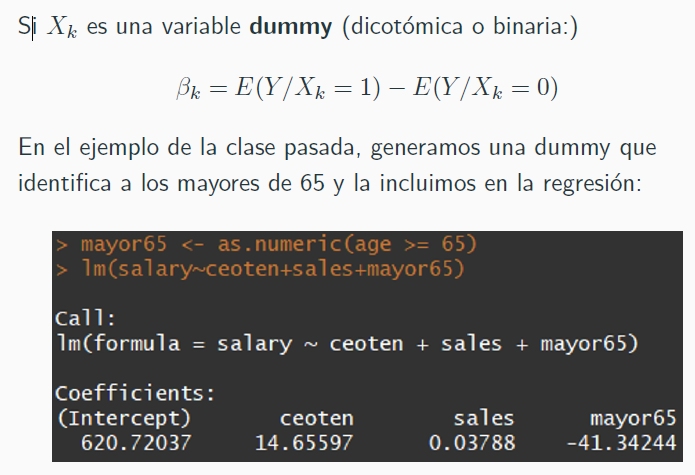 Si X_k es una variable dummy (dicotómica o binaria:)
β_k = E(Y/X_k = 1) − E(Y/X_k = 0)
En el ejemplo de la clase pasada, generamos una dummy que
identifica a los mayores de 65 y la incluimos en la regresión:
> mayor65 <- as.numeric(age >= 65)
> lm(salary~ceoten+sales+mayor65)
Call:
lm(formula = salary ~ ceoten + sales + mayor65)
Coefficients:
(Intercept) ceoten sales mayor65
620.72037 14.65597 0.03788 -41.34244